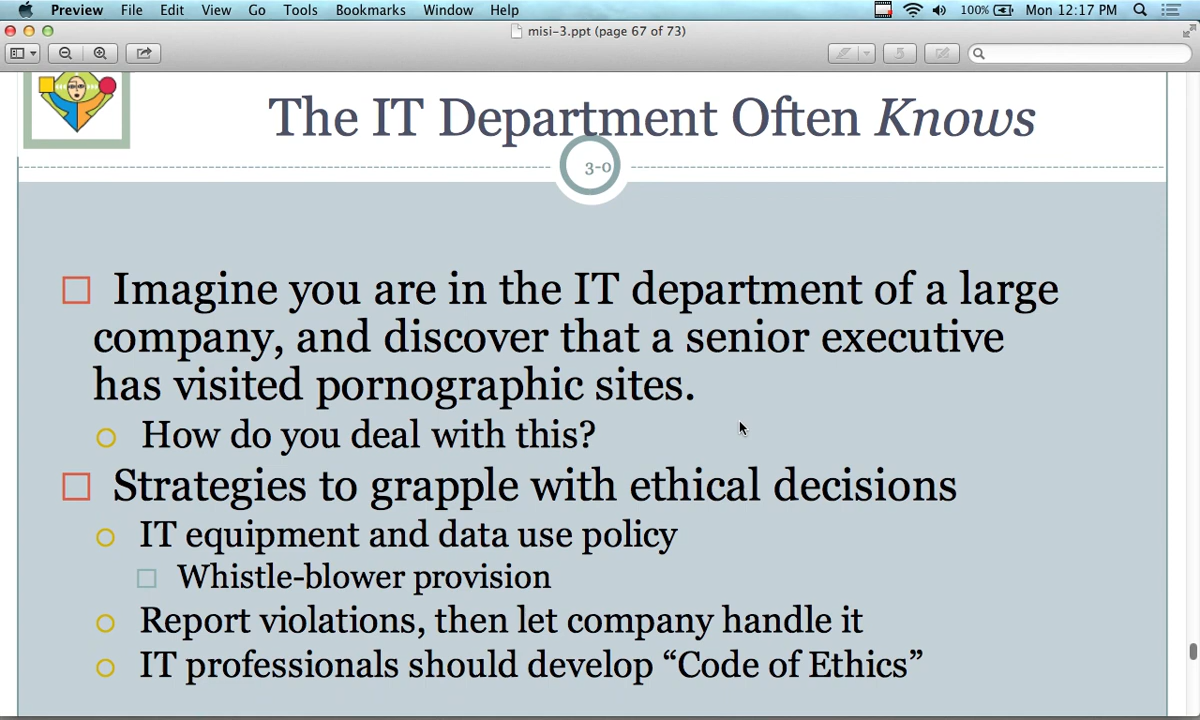 Preview File Edit View Go Tools Bookmarks Window Help 100% Mon 12:17 PM
misi-3.ppt (page 67 of 73)
The IT Department Often Knows
3-0
Imagine you are in the IT department of a large
company, and discover that a senior executive
has visited pornographic sites.
How do you deal with this?
Strategies to grapple with ethical decisions
IT equipment and data use policy
Whistle-blower provision
Report violations, then let company handle it
IT professionals should develop “Code of Ethics”